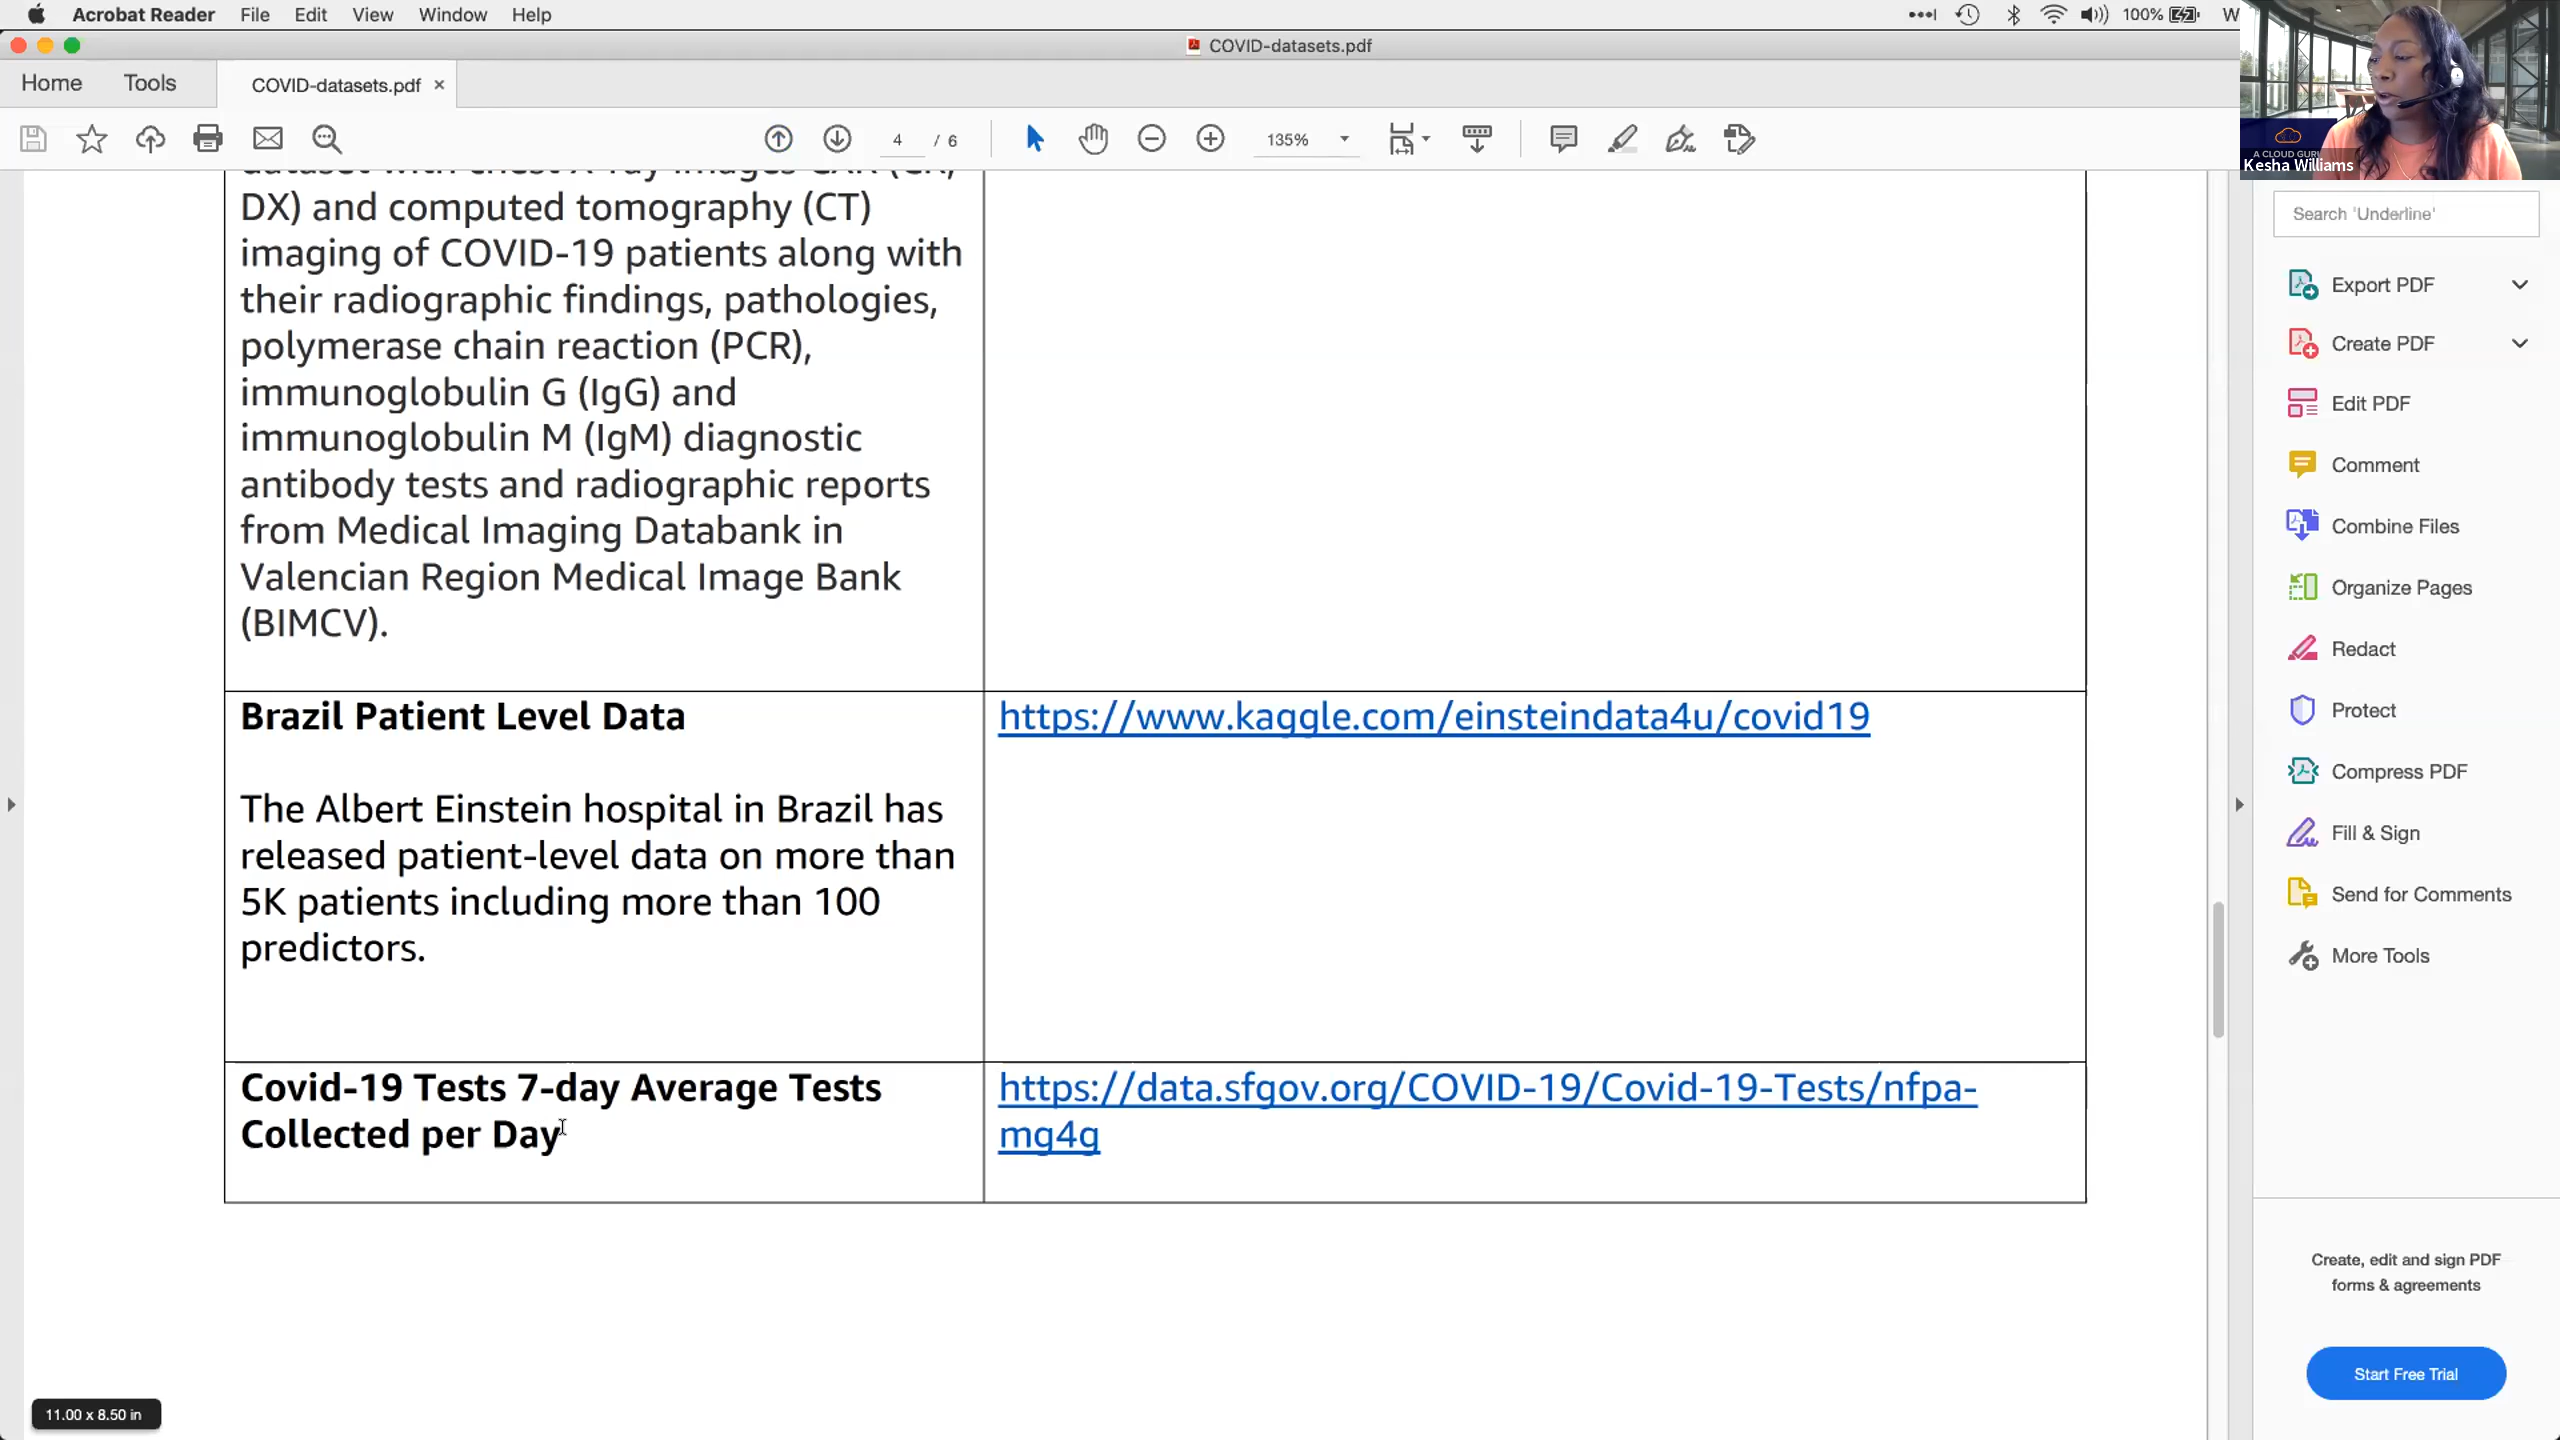 Acrobat Reader File Edit View Window Help
100%
COVID-datasets.pdf
Home Tools COVID-datasets.pdf
4 / 6
135%
A CLOUD GURU
Kesha Williams
DX) and computed tomography (CT)
imaging of COVID-19 patients along with
their radiographic findings, pathologies,
polymerase chain reaction (PCR),
immunoglobulin G (IgG) and
immunoglobulin M (IgM) diagnostic
antibody tests and radiographic reports
from Medical Imaging Databank in
Valencian Region Medical Image Bank
(BIMCV).
Brazil Patient Level Data
https://www.kaggle.com/einsteindata4u/covid19
The Albert Einstein hospital in Brazil has
released patient-level data on more than
5K patients including more than 100
predictors.
Covid-19 Tests 7-day Average Tests
Collected per Day
https://data.sfgov.org/COVID-19/Covid-19-Tests/nfpa-
mg4g
Search 'Underline'
Export PDF
Create PDF
Edit PDF
Comment
Combine Files
Organize Pages
Redact
Protect
Compress PDF
Fill & Sign
Send for Comments
More Tools
Create, edit and sign PDF
forms & agreements
Start Free Trial
11.00 x 8.50 in